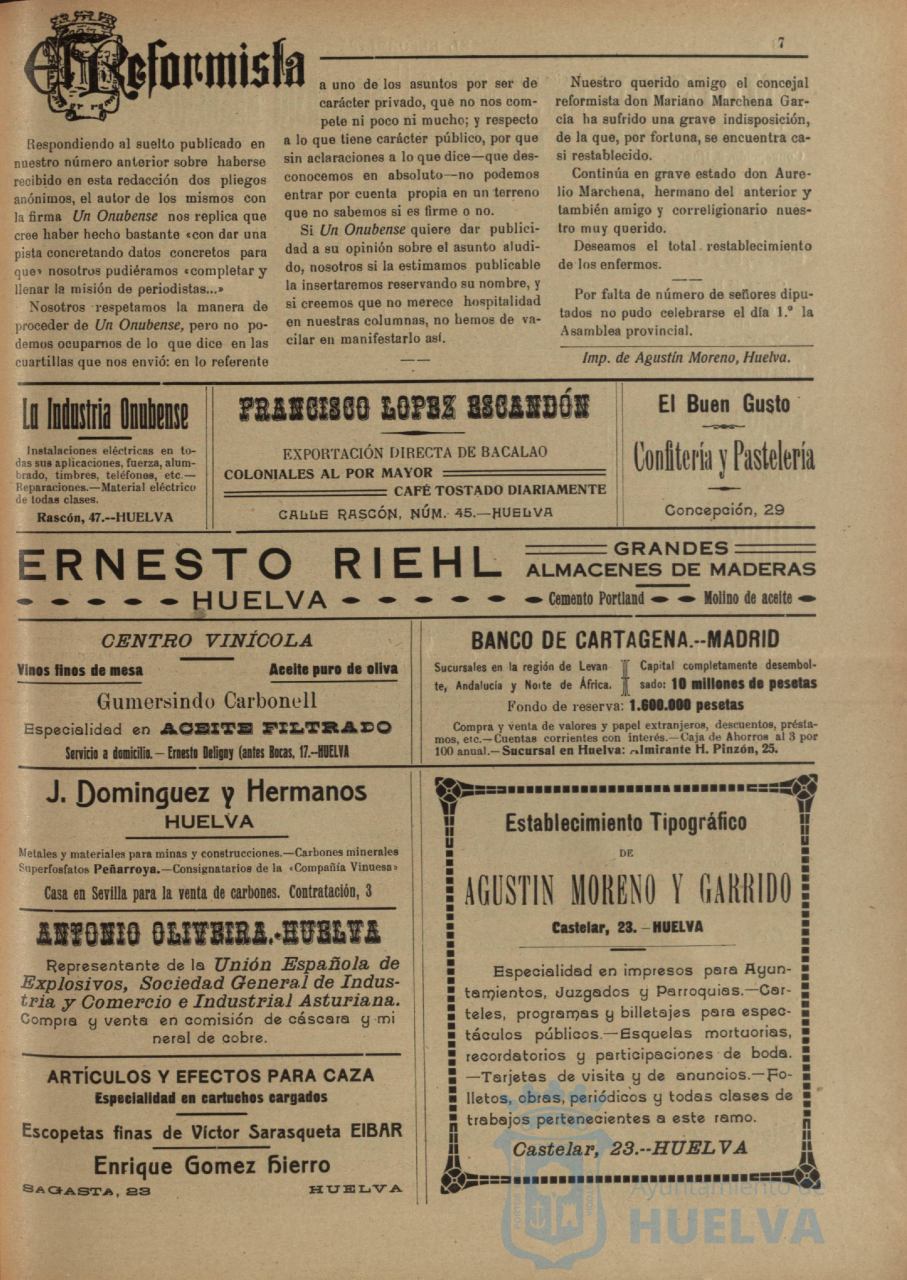 El Reformista
7
Respondiendo al suelto publicado en
nuestro número anterior sobre haberse
recibido en esta redacción dos pliegos
anónimos, el autor de los mismos con
la firma Un Onubense nos replica que
cree haber hecho bastante «con dar una
pista concretando datos concretos para
que» nosotros pudiéramos «completar y
llenar la misión de periodistas...»
Nosotros respetamos la manera de
proceder de Un Onubense, pero no po-
demos ocuparnos de lo que dice en las
cuartillas que nos envió: en lo referente
a uno de los asuntos por ser de
carácter privado, que no nos com-
pete ni poco ni mucho; y respecto
a lo que tiene carácter público, por que
sin aclaraciones a lo que dice—que des-
conocemos en absoluto—no podemos
entrar por cuenta propia en un terreno
que no sabemos si es firme o no.
Si Un Onubense quiere dar publici-
dad a su opinión sobre el asunto aludi-
do, nosotros si la estimamos publicable
la insertaremos reservando su nombre, y
si creemos que no merece hospitalidad
en nuestras columnas, no hemos de va-
cilar en manifestarlo así.
Nuestro querido amigo el concejal
reformista don Mariano Marchena Gar-
cía ha sufrido una grave indisposición,
de la que, por fortuna, se encuentra ca-
si restablecido.
Continúa en grave estado don Aure-
lio Marchena, hermano del anterior y
también amigo y correligionario nues-
tro muy querido.
Deseamos el total restablecimiento
de los enfermos.
Por falta de número de señores dipu-
tados no pudo celebrarse el día 1.º la
Asamblea provincial.
Imp. de Agustín Moreno, Huelva.
La Industria Onubense
Instalaciones eléctricas en to-
das sus aplicaciones, fuerza, alum-
brado, timbres, teléfonos, etc.—
Reparaciones.—Material eléctrico
de todas clases.
Rascón, 47.--HUELVA
FRANCISCO LOPEZ ESCANDÓN
EXPORTACIÓN DIRECTA DE BACALAO
COLONIALES AL POR MAYOR
CAFÉ TOSTADO DIARIAMENTE
CALLE RASCÓN, NÚM. 45.—HUELVA
El Buen Gusto
Confitería y Pastelería
Concepción, 29
ERNESTO RIEHL
HUELVA
GRANDES
ALMACENES DE MADERAS
Cemento Portland
Molino de aceite
CENTRO VINÍCOLA
Vinos finos de mesa
Aceite puro de oliva
Gumersindo Carbonell
Especialidad en ACEITE FILTRADO
Servicio a domicilio. — Ernesto Deligny (antes Bocas, 17.--HUELVA
BANCO DE CARTAGENA.--MADRID
Sucursales en la región de Levan
te, Andalucía y Norte de África.
Capital completamente desembol-
sado: 10 millones de pesetas
Fondo de reserva: 1.600.000 pesetas
Compra y venta de valores y papel extranjeros, descuentos, présta-
mos, etc.—Cuentas corrientes con interés.—Caja de Ahorros al 3 por
100 anual.—Sucursal en Huelva: Almirante H. Pinzón, 25.
J. Dominguez y Hermanos
HUELVA
Metales y materiales para minas y construcciones.—Carbones minerales
Superfosfatos Peñarroya.—Consignatarios de la «Compañía Vinuesa»
Casa en Sevilla para la venta de carbones. Contratación, 3
ANTONIO OLIVEIRA.-HUELVA
Representante de la Unión Española de
Explosivos, Sociedad General de Indus-
tria y Comercio e Industrial Asturiana.
Compra y venta en comisión de cáscara y mi
neral de cobre.
ARTÍCULOS Y EFECTOS PARA CAZA
Especialidad en cartuchos cargados
Escopetas finas de Víctor Sarasqueta EIBAR
Enrique Gomez Hierro
SAGASTA, 23
HUELVA
Establecimiento Tipográfico
DE
AGUSTIN MORENO Y GARRIDO
Castelar, 23.—HUELVA
Especialidad en impresos para Ayun-
tamientos, Juzgados y Parroquias.—Car-
teles, programas y billetajes para espec-
táculos públicos.—Esquelas mortuorias,
recordatorios y participaciones de boda.
—Tarjetas de visita y de anuncios.—Fo-
lletos, obras, periódicos y todas clases de
trabajos pertenecientes a este ramo.
Castelar, 23.--HUELVA
Ayuntamiento de
HUELVA